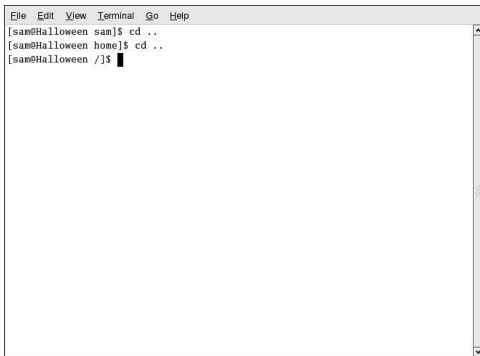 File Edit View Terminal Go Help
[sam@Halloween sam]$ cd ..
[sam@Halloween home]$ cd ..
[sam@Halloween /]$